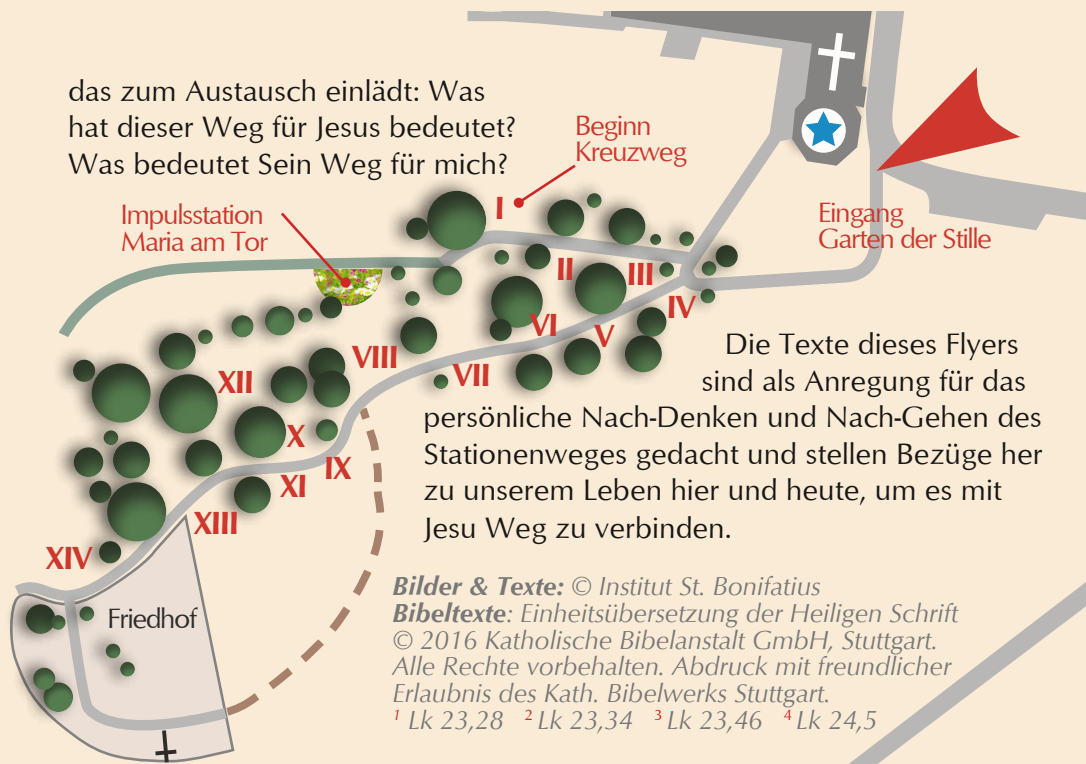 das zum Austausch einlädt: Was
hat dieser Weg für Jesus bedeutet?
Was bedeutet Sein Weg für mich?
Beginn
Kreuzweg
Impulsstation
Maria am Tor
Eingang
Garten der Stille
I
II
III
IV
V
VI
VII
VIII
IX
X
XI
XII
XIII
XIV
Friedhof
Die Texte dieses Flyers
sind als Anregung für das
persönliche Nach-Denken und Nach-Gehen des
Stationenweges gedacht und stellen Bezüge her
zu unserem Leben hier und heute, um es mit
Jesu Weg zu verbinden.
Bilder & Texte: © Institut St. Bonifatius
Bibeltexte: Einheitsübersetzung der Heiligen Schrift
© 2016 Katholische Bibelanstalt GmbH, Stuttgart.
Alle Rechte vorbehalten. Abdruck mit freundlicher
Erlaubnis des Kath. Bibelwerks Stuttgart.
¹ Lk 23,28 ² Lk 23,34 ³ Lk 23,46 ⁴ Lk 24,5